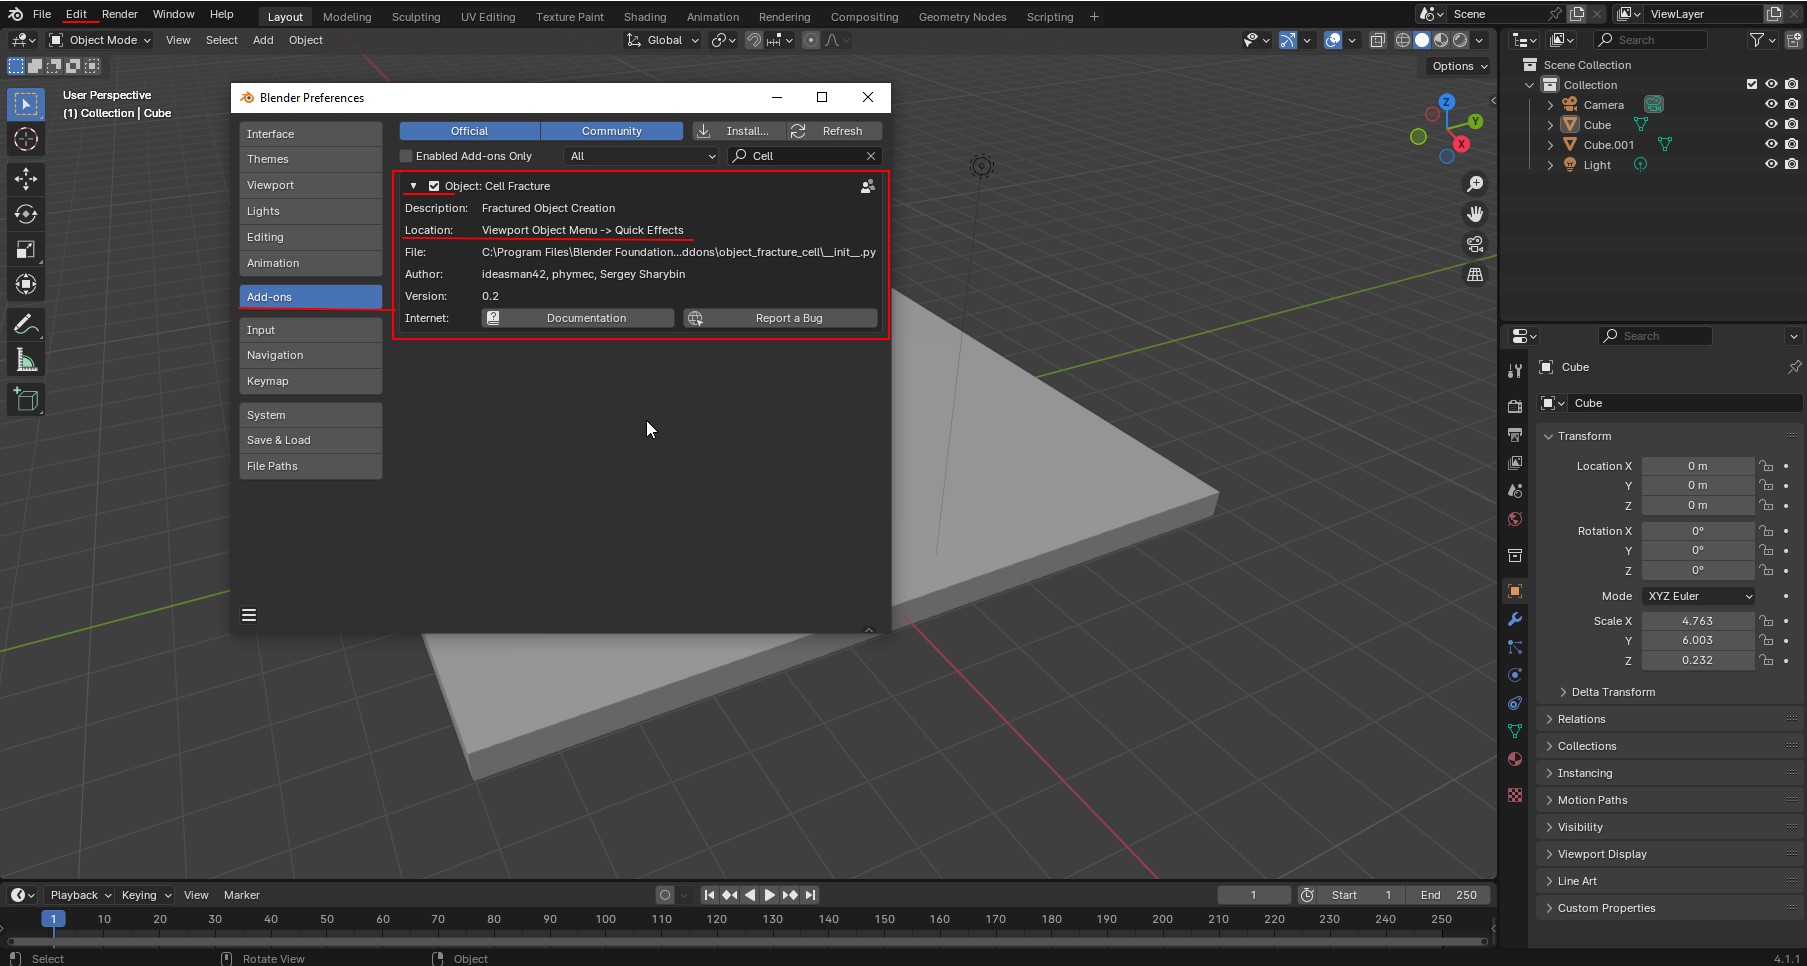 File Edit Render Window Help Layout Modeling Sculpting UV Editing Texture Paint Shading Animation Rendering Compositing Geometry Nodes Scripting + Scene ViewLayer
Object Mode View Select Add Object Global Search
Options
User Perspective
(1) Collection | Cube
Blender Preferences
Interface
Themes
Viewport
Lights
Editing
Animation
Add-ons
Input
Navigation
Keymap
System
Save & Load
File Paths
Official Community Install... Refresh
Enabled Add-ons Only All Cell
Object: Cell Fracture
Description: Fractured Object Creation
Location: Viewport Object Menu -> Quick Effects
File: C:\Program Files\Blender Foundation...ddons\object_fracture_cell\__init__.py
Author: ideasman42, phymec, Sergey Sharybin
Version: 0.2
Internet: Documentation Report a Bug
Z
Y
X
Scene Collection
Collection
Camera
Cube
Cube.001
Light
Search
Cube
Cube
Transform
Location X 0 m
Y 0 m
Z 0 m
Rotation X 0°
Y 0°
Z 0°
Mode XYZ Euler
Scale X 4.763
Y 6.003
Z 0.232
Delta Transform
Relations
Collections
Instancing
Motion Paths
Visibility
Viewport Display
Line Art
Custom Properties
Playback Keying View Marker 1 Start 1 End 250
1 10 20 30 40 50 60 70 80 90 100 110 120 130 140 150 160 170 180 190 200 210 220 230 240 250
Select Rotate View Object 4.1.1